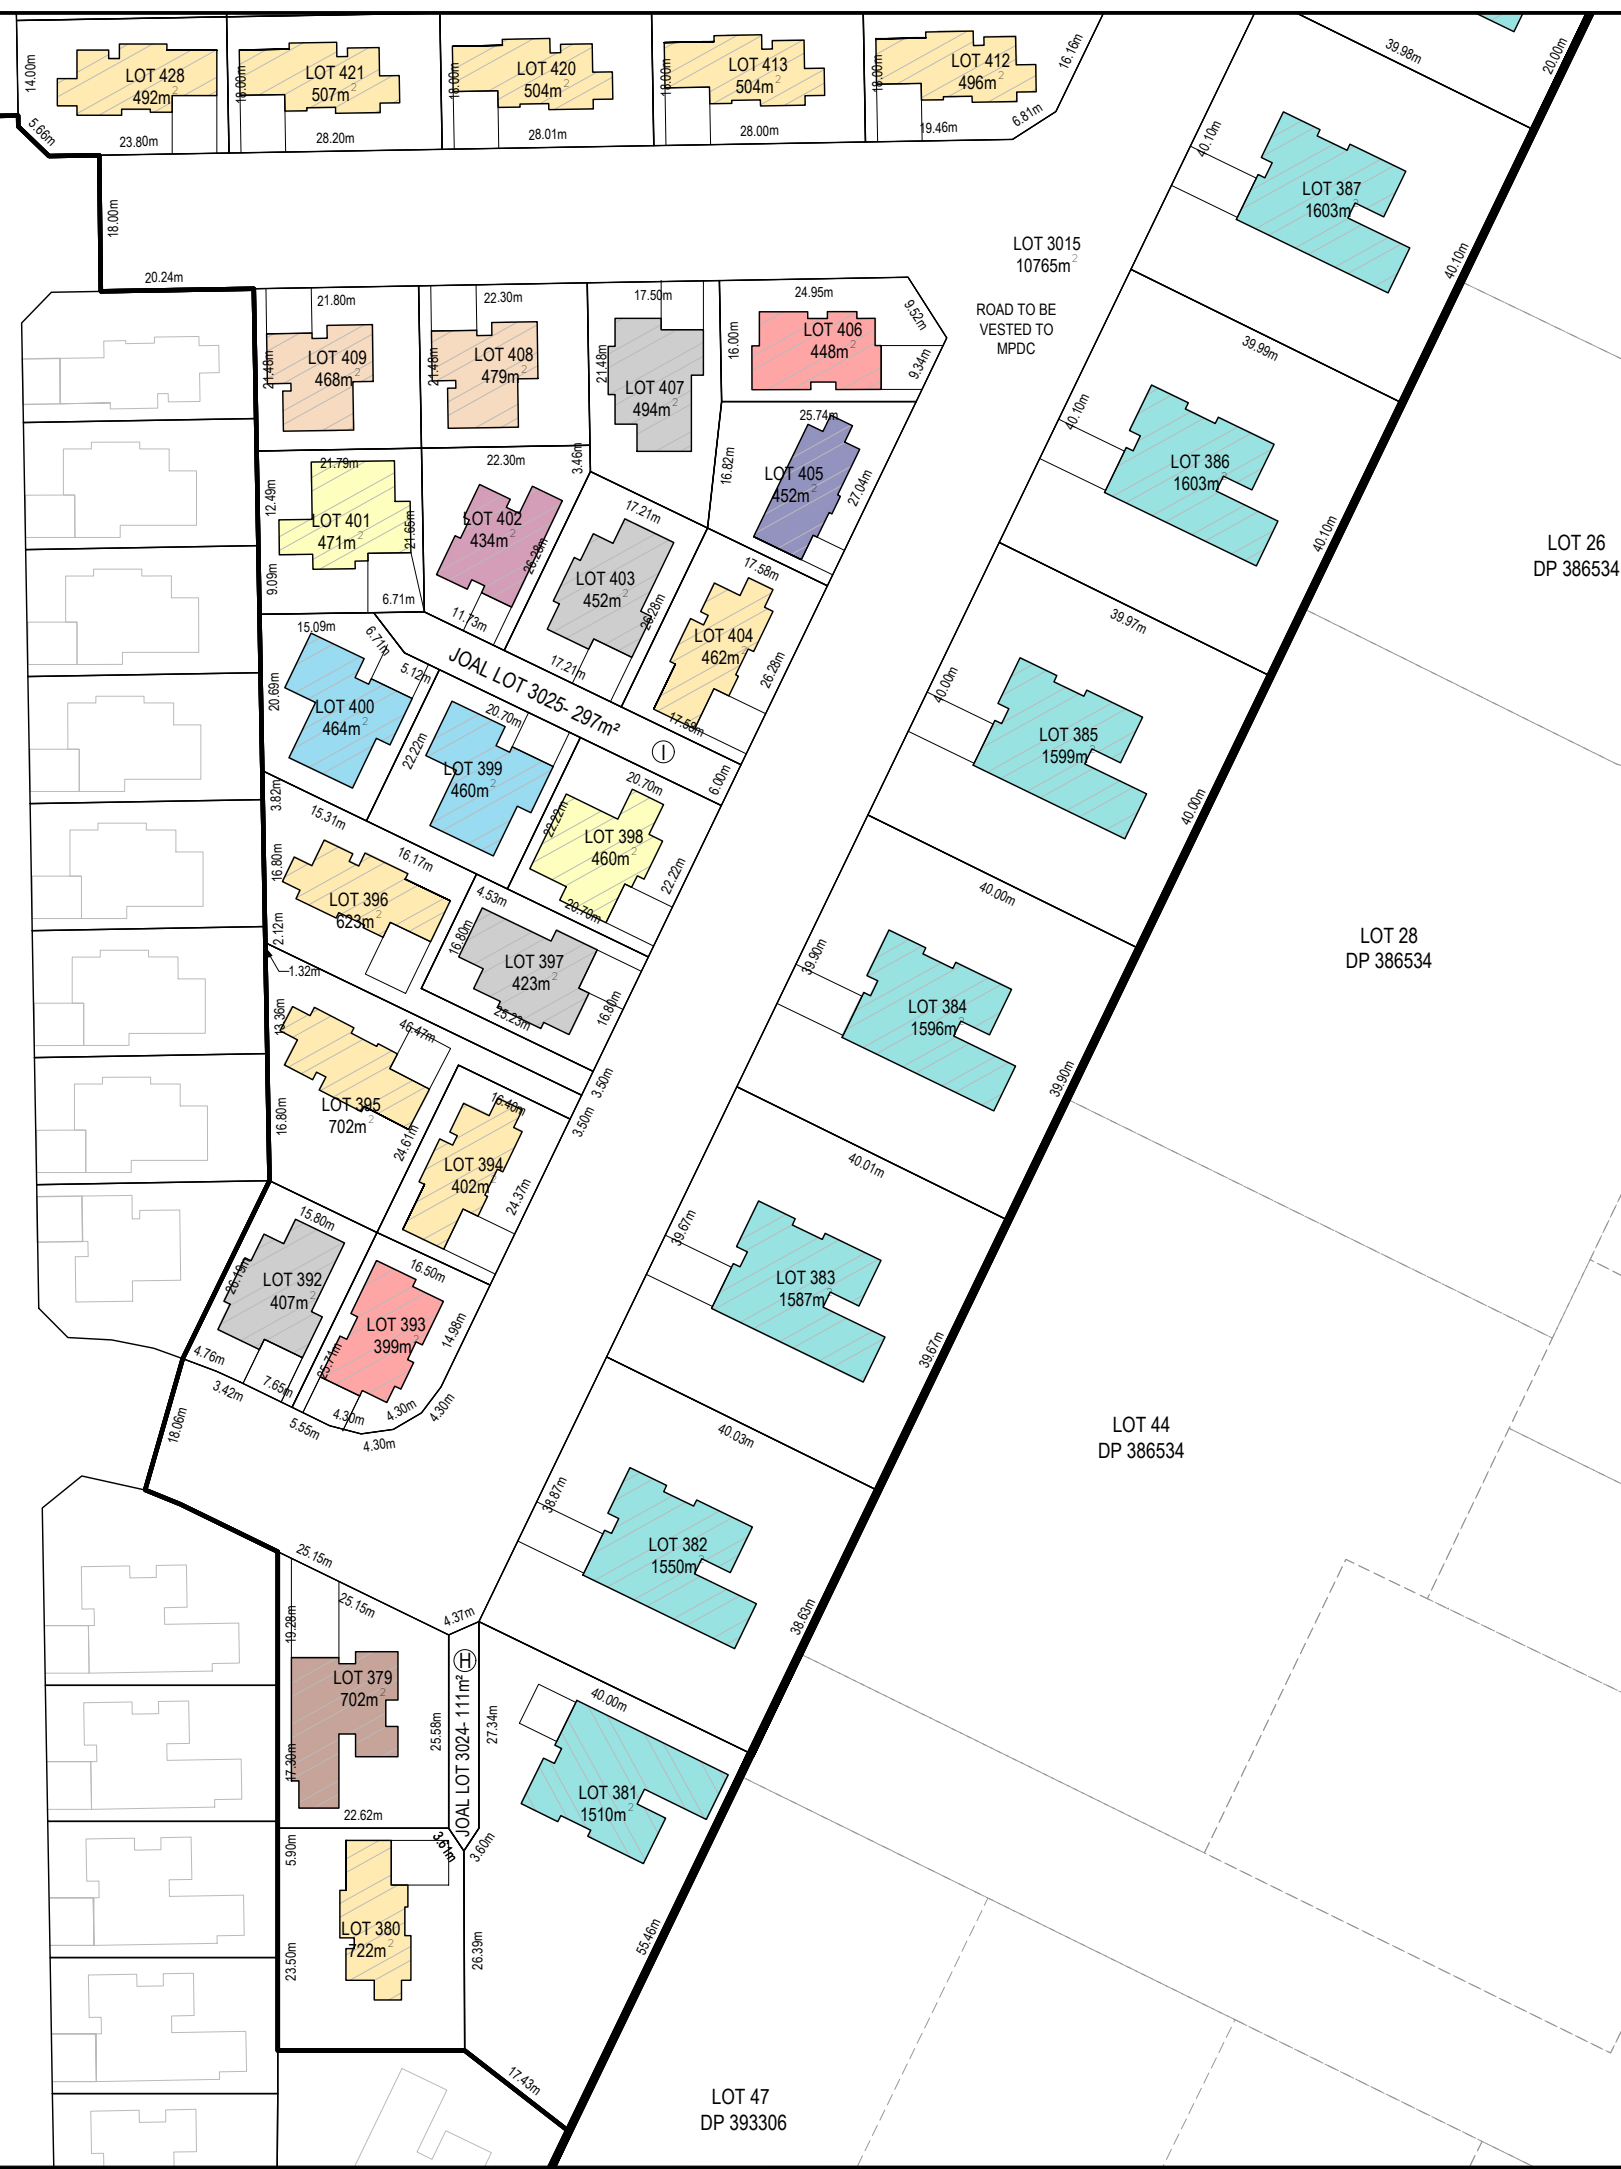 14.00m
LOT 428
492m²
5.66m
23.80m
18.00m
LOT 421
507m²
28.20m
18.00m
LOT 420
504m²
28.01m
18.00m
LOT 413
504m²
28.00m
18.00m
LOT 412
496m²
19.46m
6.81m
16.16m
39.98m
20.00m
18.00m
20.24m
40.10m
LOT 387
1603m²
40.10m
LOT 3015
10765m²
ROAD TO BE
VESTED TO
MPDC
21.80m
21.48m
LOT 409
468m²
22.30m
21.48m
LOT 408
479m²
17.50m
21.48m
LOT 407
494m²
24.95m
16.00m
LOT 406
448m²
9.52m
9.34m
39.99m
40.10m
LOT 386
1603m²
40.10m
25.74m
16.82m
LOT 405
452m²
27.04m
21.79m
12.49m
LOT 401
471m²
21.65m
9.09m
6.71m
22.30m
3.46m
LOT 402
434m²
26.28m
11.73m
17.21m
LOT 403
452m²
26.28m
17.21m
17.58m
LOT 404
462m²
26.28m
17.59m
LOT 26
DP 386534
39.97m
40.00m
LOT 385
1599m²
40.00m
15.09m
6.71m
5.12m
20.69m
LOT 400
464m²
JOAL LOT 3025- 297m²
I
6.00m
22.22m
20.70m
LOT 399
460m²
20.70m
22.22m
LOT 398
460m²
22.22m
20.70m
3.82m
15.31m
16.17m
16.80m
LOT 396
623m²
2.12m
1.32m
4.53m
16.80m
LOT 397
423m²
25.23m
16.80m
40.00m
39.90m
LOT 384
1596m²
39.90m
LOT 28
DP 386534
13.36m
46.47m
3.50m
3.50m
16.80m
LOT 395
702m²
24.61m
16.40m
LOT 394
402m²
24.37m
40.01m
39.67m
LOT 383
1587m²
39.67m
15.80m
26.19m
LOT 392
407m²
4.76m
3.42m
7.65m
16.50m
LOT 393
399m²
25.71m
14.98m
5.55m
4.30m
4.30m
4.30m
4.30m
18.06m
40.03m
38.87m
LOT 382
1550m²
38.63m
LOT 44
DP 386534
25.15m
25.15m
4.37m
19.28m
LOT 379
702m²
17.30m
22.62m
25.58m
H
JOAL LOT 3024- 111m²
27.34m
40.00m
LOT 381
1510m²
3.61m
3.60m
5.90m
LOT 380
722m²
23.50m
26.39m
55.46m
17.43m
LOT 47
DP 393306